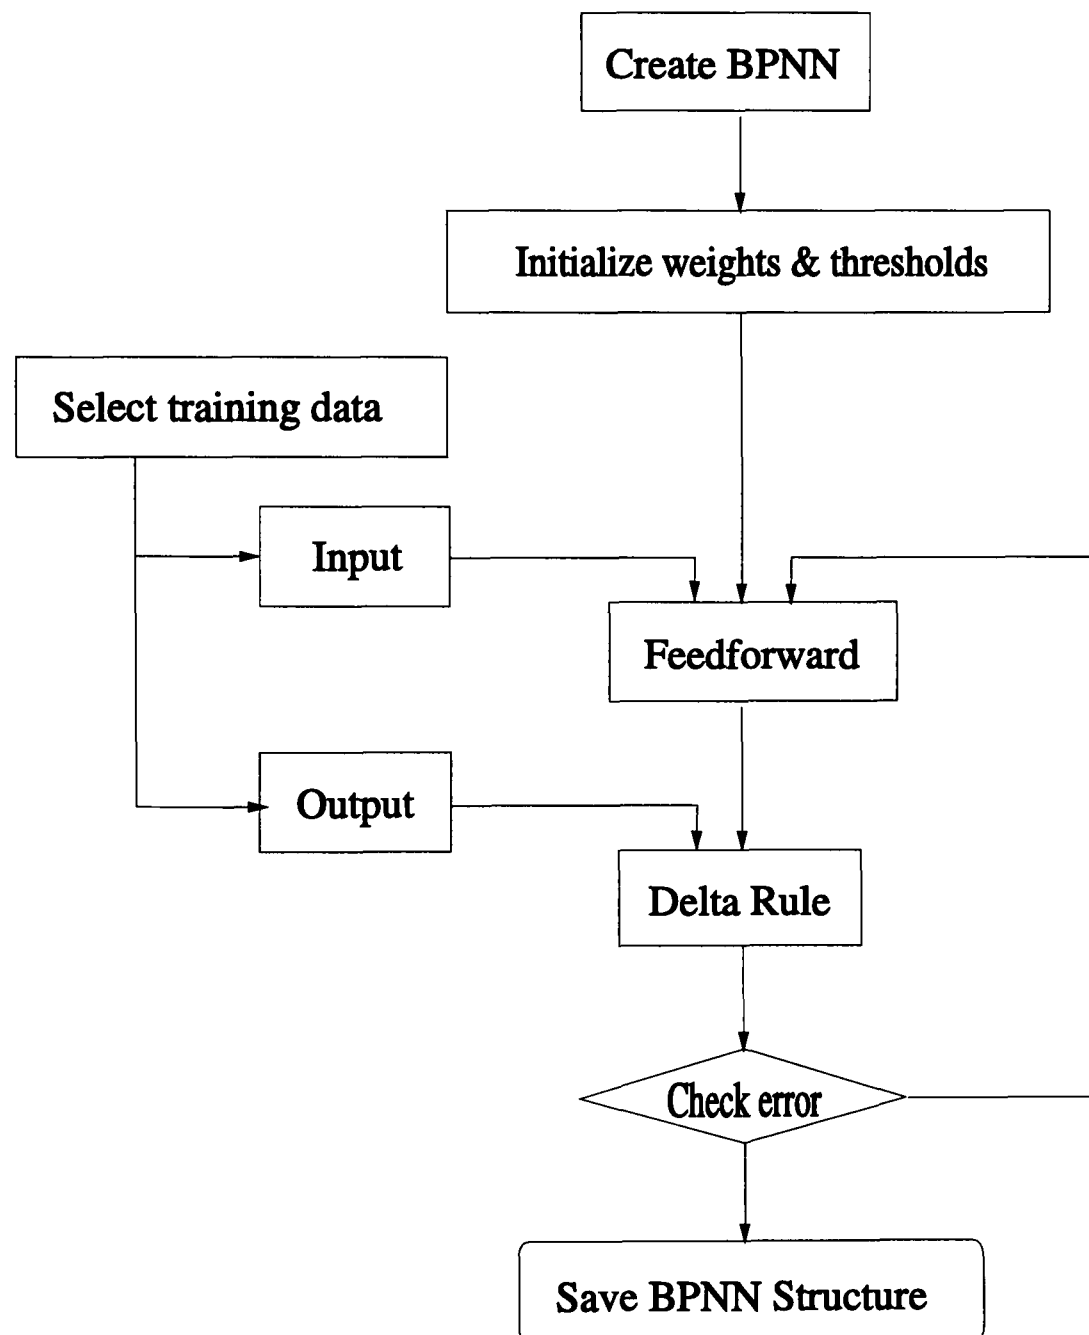 Create BPNN
Initialize weights & thresholds
Select training data
Input
Feedforward
Output
Delta Rule
Check error
Save BPNN Structure